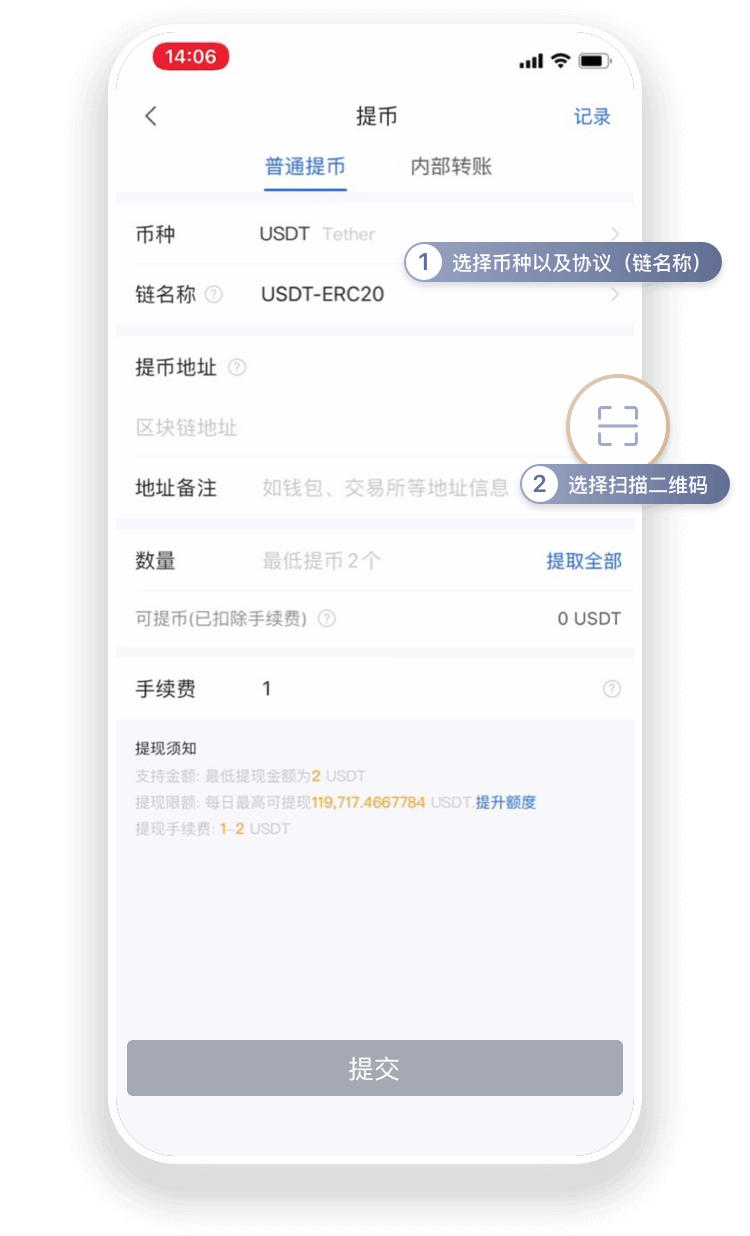 14:06
提币
记录
普通提币 内部转账
币种 USDT Tether
1 选择币种以及协议（链名称）
链名称 ? USDT-ERC20
提币地址 ?
区块链地址
地址备注 如钱包、交易所等地址信息
2 选择扫描二维码
数量 最低提币2个 提取全部
可提币(已扣除手续费) ? 0 USDT
手续费 1 ?
提现须知
支持金额: 最低提现金额为2 USDT
提现限额: 每日最高可提现119,717.4667784 USDT.提升额度
提现手续费: 1~2 USDT
提交